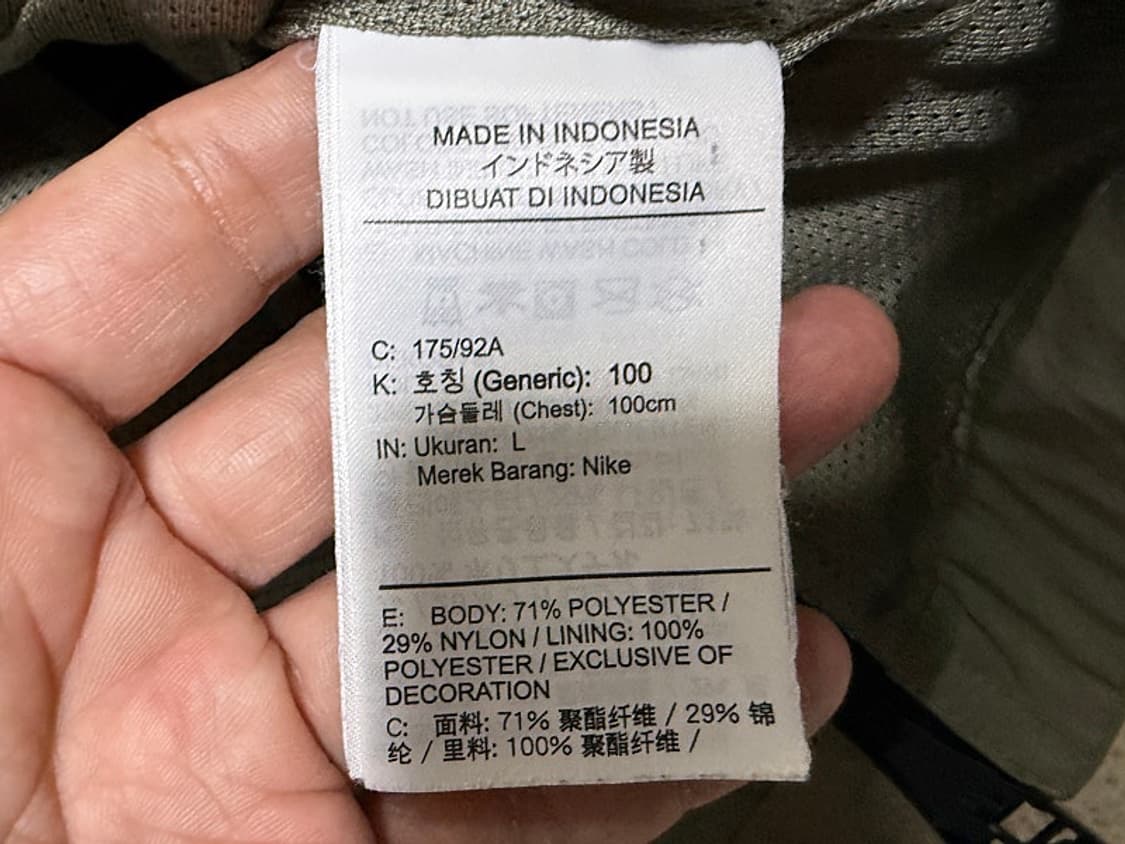 MADE IN INDONESIA
インドネシア製
DIBUAT DI INDONESIA
C: 175/92A
K: 호칭 (Generic): 100
가슴둘레 (Chest): 100cm
IN: Ukuran: L
Merek Barang: Nike
E: BODY: 71% POLYESTER /
29% NYLON / LINING: 100%
POLYESTER / EXCLUSIVE OF
DECORATION
C: 面料: 71% 聚酯纤维 / 29% 锦
纶 / 里料: 100% 聚酯纤维 /